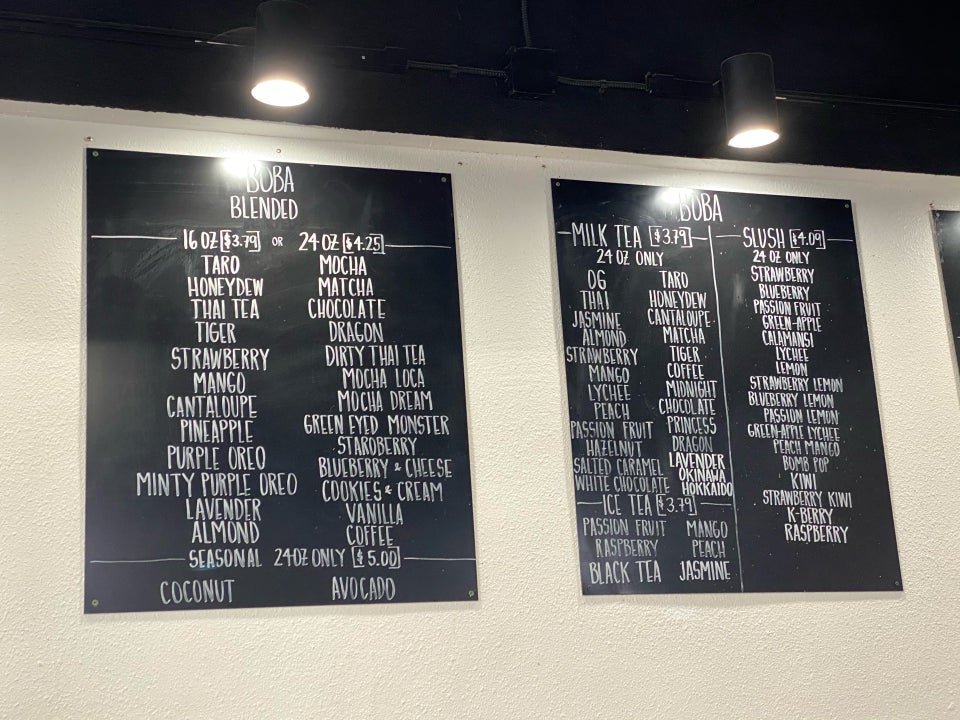 BOBA
BLENDED
16 OZ $3.79 OR 24 OZ $4.25
TARO MOCHA
HONEYDEW MATCHA
THAI TEA CHOCOLATE
TIGER DRAGON
STRAWBERRY DIRTY THAI TEA
MANGO MOCHA LOCA
CANTALOUPE MOCHA DREAM
PINEAPPLE GREEN EYED MONSTER
PURPLE OREO STAROBERRY
MINTY PURPLE OREO BLUEBERRY & CHEESE
LAVENDER COOKIES & CREAM
ALMOND VANILLA
COFFEE
SEASONAL 24OZ ONLY $5.00
COCONUT AVOCADO
BOBA
MILK TEA $3.79
24 OZ ONLY
OG TARO
THAI HONEYDEW
JASMINE CANTALOUPE
ALMOND MATCHA
STRAWBERRY TIGER
MANGO COFFEE
LYCHEE MIDNIGHT
PEACH CHOCOLATE
PASSION FRUIT PRINCESS
HAZELNUT DRAGON
SALTED CARAMEL LAVENDER
WHITE CHOCOLATE OKINAWA
HOKKAIDO
ICE TEA $3.79
PASSION FRUIT MANGO
RASPBERRY PEACH
BLACK TEA JASMINE
SLUSH $4.09
24 OZ ONLY
STRAWBERRY
BLUEBERRY
PASSION FRUIT
GREEN-APPLE
CALAMANSI
LYCHEE
LEMON
STRAWBERRY LEMON
BLUEBERRY LEMON
PASSION LEMON
GREEN-APPLE LYCHEE
PEACH MANGO
BOMB POP
KIWI
STRAWBERRY KIWI
K-BERRY
RASPBERRY